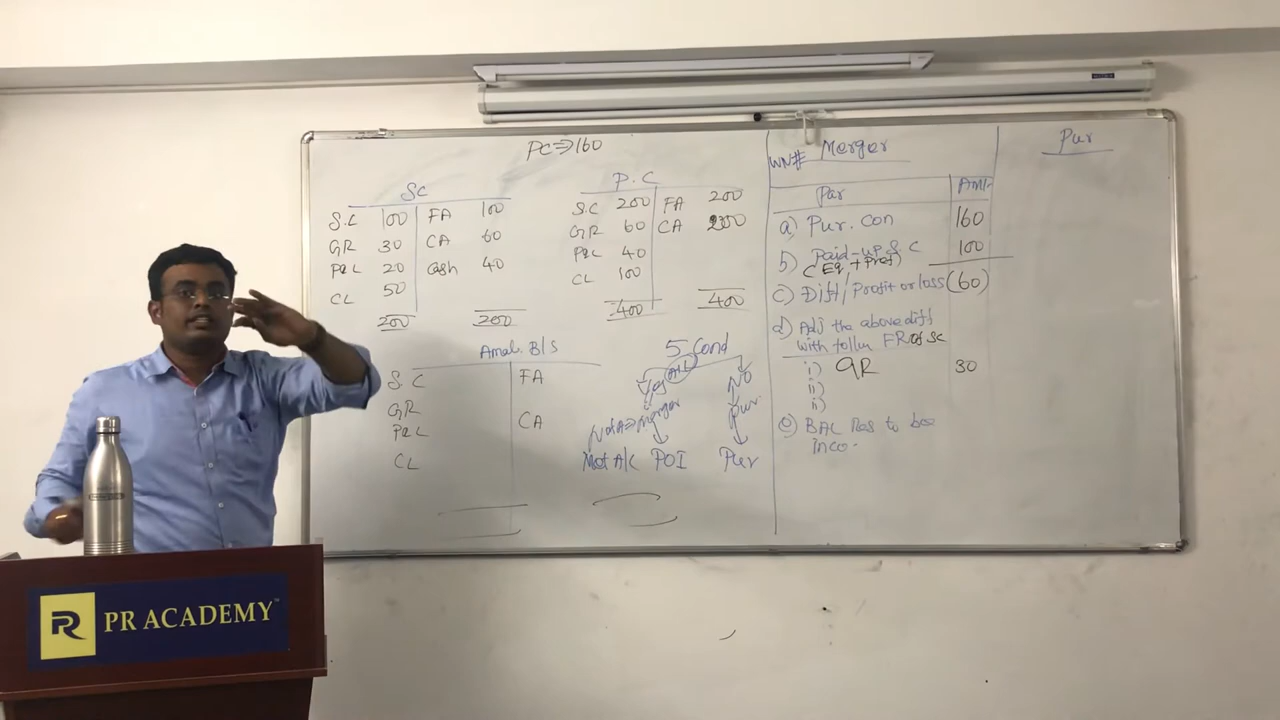 PC⇒160
SC
S.C 100 FA 100
GR 30 CA 60
P&L 20 Cash 40
CL 50
200 200
P.C
S.C 200 FA 200
GR 60 CA 200
P&L 40
CL 100
400 400
Amal. B/S
S.C FA
GR CA
P&L
CL
5 Cond
Yes ALL NO
Merger Pur.
Met A/C POI Pur
WN# Merger
Par Amt.
a) Pur. Con 160
b) Paid-up S.C 100
(Eq. + Pref)
c) Diff/ Profit or loss (60)
d) Adj the above diff
with follw FR of SC
i) GR 30
ii)
e) BAL Res to be
Inco.
Pur
R PR ACADEMY™